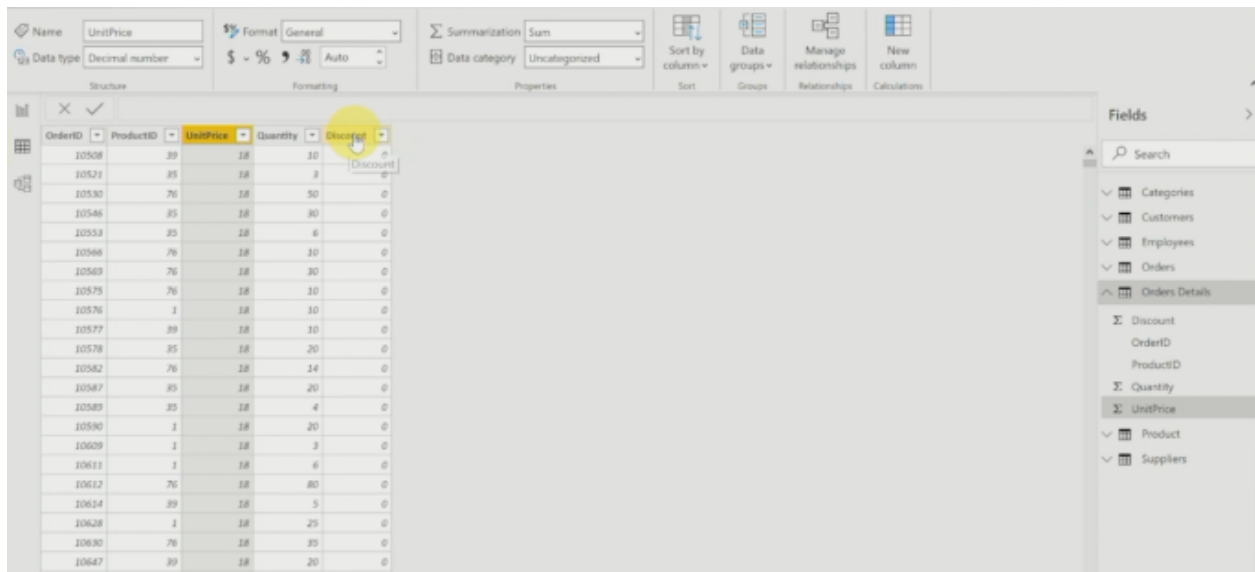 Name UnitPrice
Data type Decimal number
Structure
$% Format General
$ % Auto
Formatting
Σ Summarization Sum
Data category Uncategorized
Properties
Sort by column
Sort
Data groups
Groups
Manage relationships
Relationships
New column
Calculations
OrderID ProductID UnitPrice Quantity Discount
Discount
10508 39 18 10 0
10521 35 18 3 0
10530 76 18 50 0
10546 35 18 30 0
10553 35 18 6 0
10566 76 18 10 0
10569 76 18 30 0
10575 76 18 10 0
10576 1 18 10 0
10577 39 18 10 0
10578 35 18 20 0
10582 76 18 14 0
10587 35 18 20 0
10589 35 18 4 0
10590 1 18 20 0
10609 1 18 3 0
10611 1 18 6 0
10612 76 18 80 0
10614 39 18 5 0
10628 1 18 25 0
10630 76 18 35 0
10647 39 18 20 0
Fields
Search
Categories
Customers
Employees
Orders
Orders Details
Σ Discount
OrderID
ProductID
Σ Quantity
Σ UnitPrice
Product
Suppliers